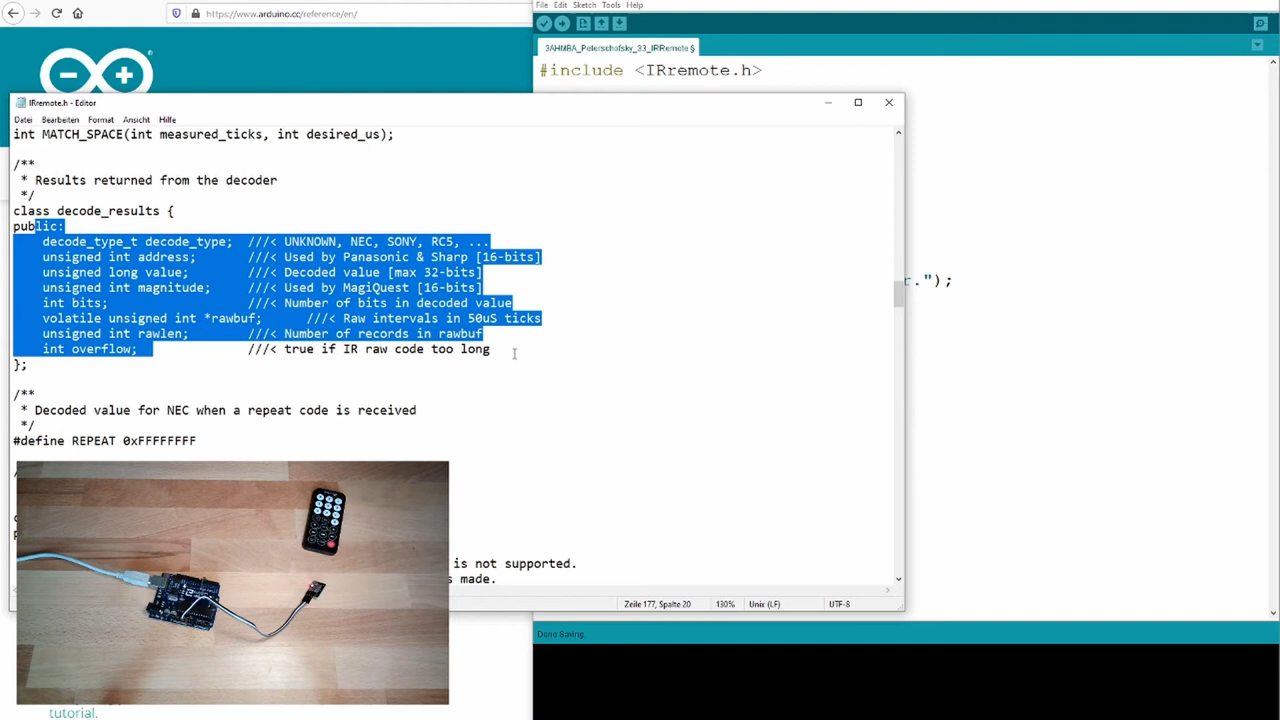 https://www.arduino.cc/reference/en/
File Edit Sketch Tools Help
3AHMBA_Peterschofsky_33_IRRemote §
#include <IRremote.h>
IRremote.h - Editor
Datei Bearbeiten Format Ansicht Hilfe
int MATCH_SPACE(int measured_ticks, int desired_us);
/**
* Results returned from the decoder
*/
class decode_results {
public:
decode_type_t decode_type; ///< UNKNOWN, NEC, SONY, RC5, ...
unsigned int address; ///< Used by Panasonic & Sharp [16-bits]
unsigned long value; ///< Decoded value [max 32-bits]
unsigned int magnitude; ///< Used by MagiQuest [16-bits]
int bits; ///< Number of bits in decoded value
volatile unsigned int *rawbuf; ///< Raw intervals in 50uS ticks
unsigned int rawlen; ///< Number of records in rawbuf
int overflow; ///< true if IR raw code too long
};
r.");
/**
* Decoded value for NEC when a repeat code is received
*/
#define REPEAT 0xFFFFFFFF
is not supported.
s made.
Zeile 177, Spalte 20 130% Unix (LF) UTF-8
Done Saving.
tutorial.